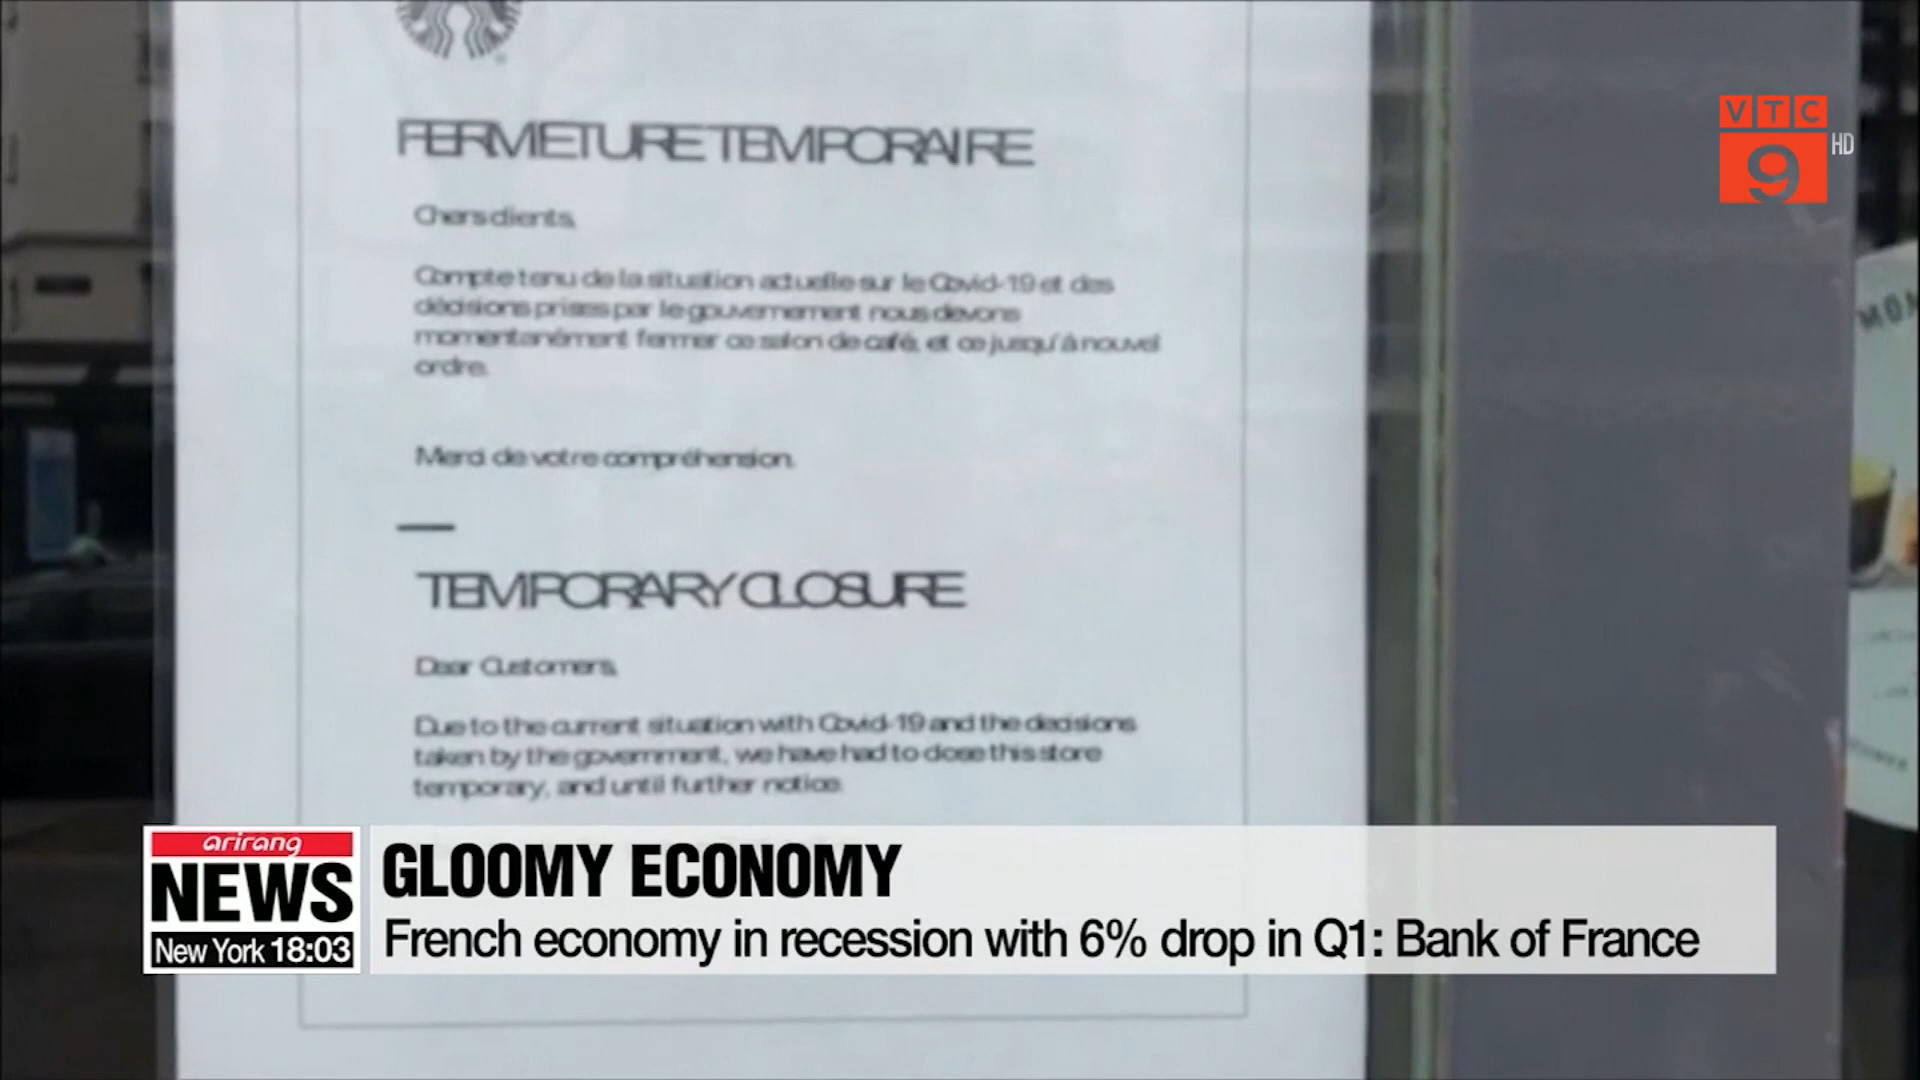 VTC
9
HD
FERMETURE TEMPORAIRE
Chers clients,
Compte tenu de la situation actuelle sur le Covid-19 et des
décisions prises par le gouvernement nous devons
momentanément fermer ce salon de café, et ce jusqu'à nouvel
ordre.
Merci de votre compréhension.
TEMPORARY CLOSURE
Dear Customers,
Due to the current situation with Covid-19 and the decisions
taken by the government, we have had to close this store
temporary, and until further notice.
arirang
NEWS
New York 18:03
GLOOMY ECONOMY
French economy in recession with 6% drop in Q1: Bank of France